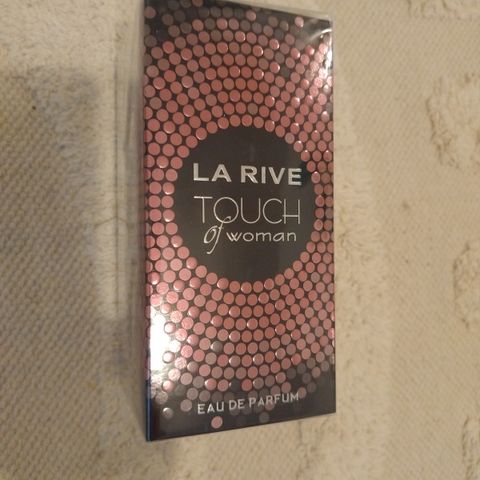 LA RIVE
TOUCH
of woman
EAU DE PARFUM